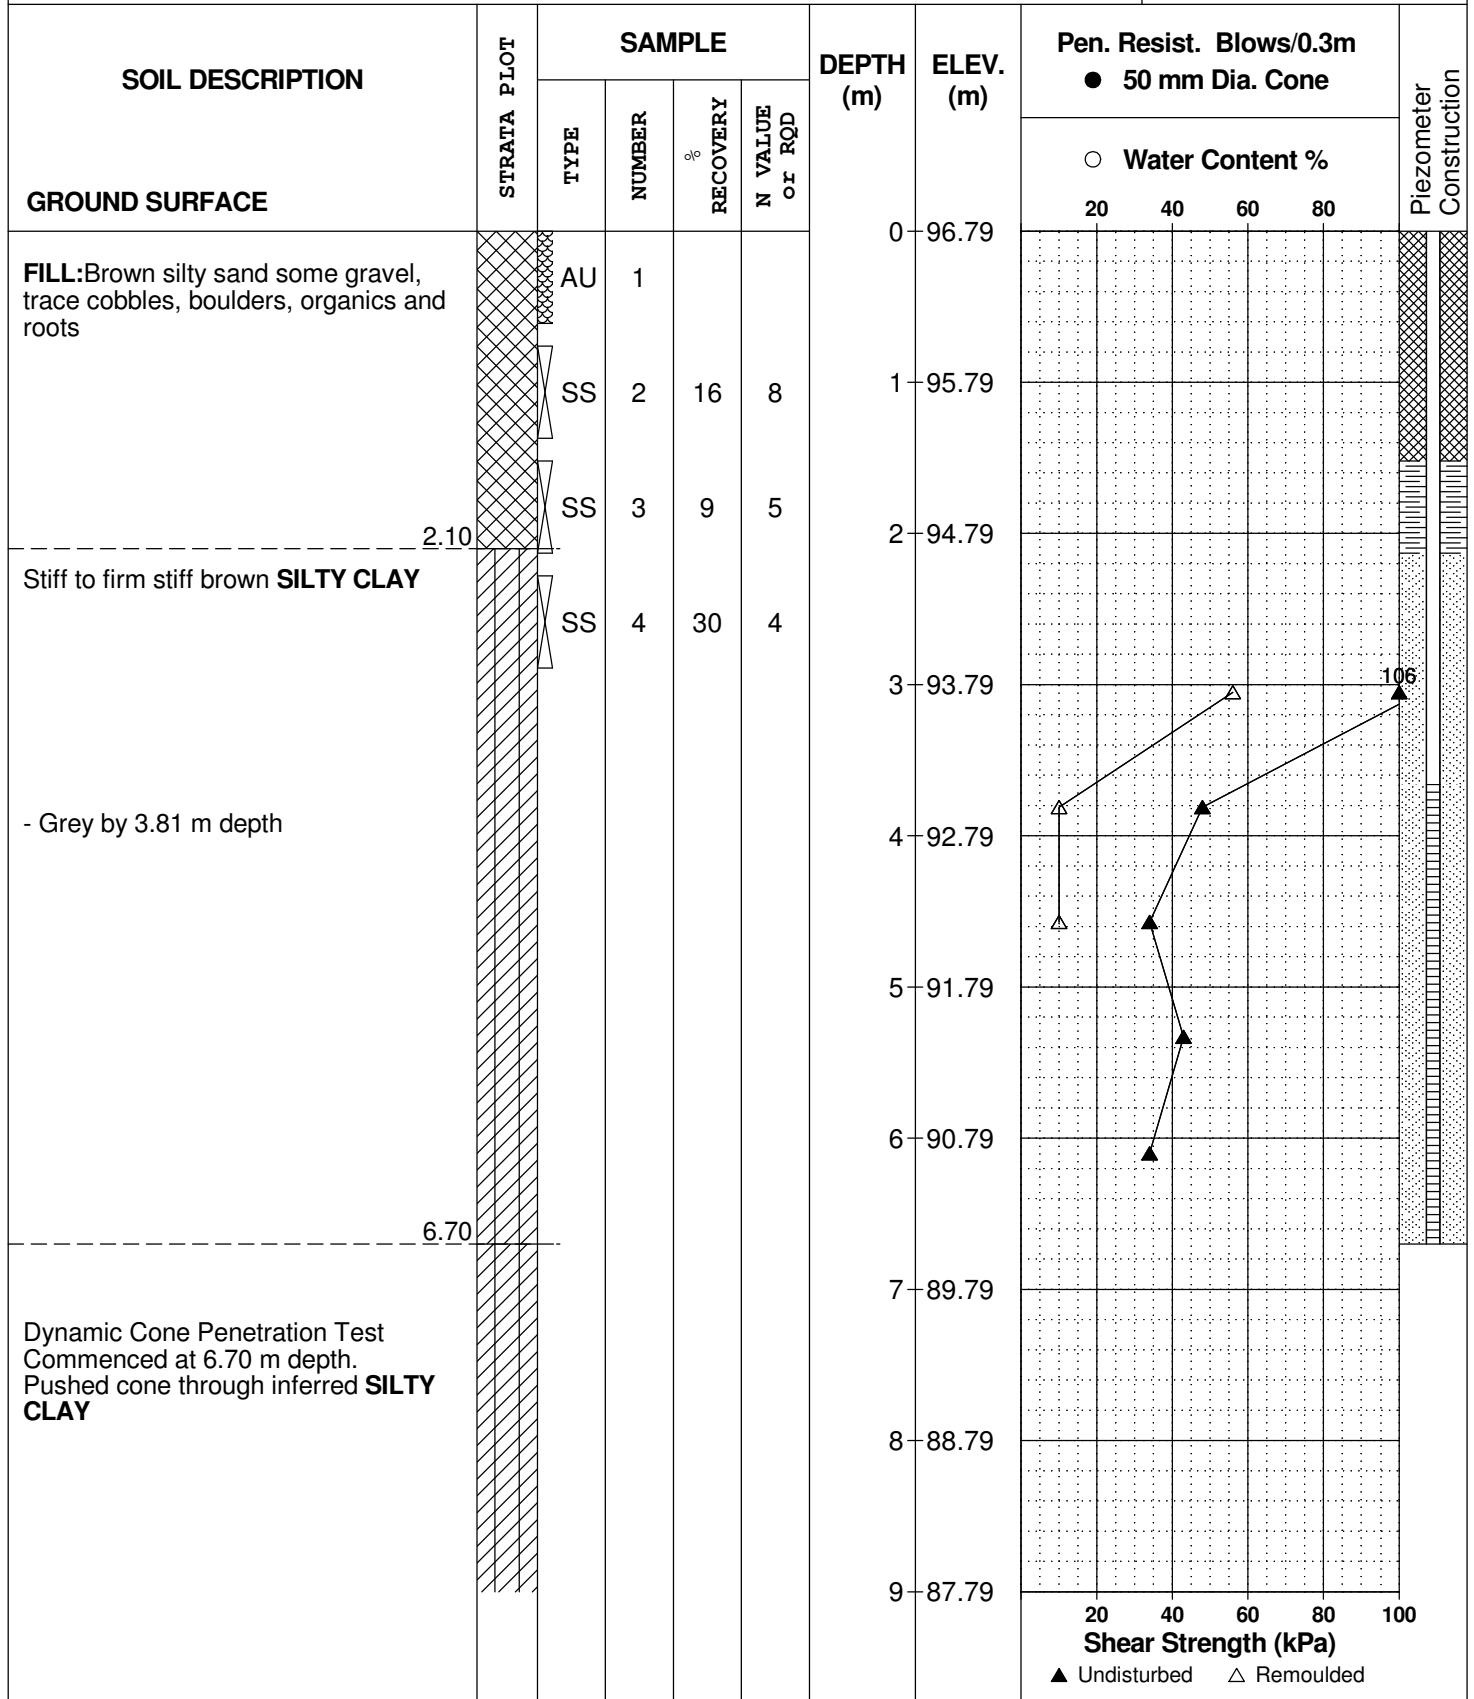 SOIL DESCRIPTION
GROUND SURFACE
STRATA PLOT
SAMPLE
TYPE
NUMBER
%
RECOVERY
N VALUE
or RQD
DEPTH
(m)
ELEV.
(m)
Pen. Resist. Blows/0.3m
● 50 mm Dia. Cone
○ Water Content %
20 40 60 80
Piezometer
Construction
0 96.79
FILL:Brown silty sand some gravel,
trace cobbles, boulders, organics and
roots
AU 1
SS 2 16 8
1 95.79
SS 3 9 5
2.10
2 94.79
Stiff to firm stiff brown SILTY CLAY
SS 4 30 4
106
3 93.79
- Grey by 3.81 m depth
4 92.79
5 91.79
6 90.79
6.70
7 89.79
Dynamic Cone Penetration Test
Commenced at 6.70 m depth.
Pushed cone through inferred SILTY
CLAY
8 88.79
9 87.79
20 40 60 80 100
Shear Strength (kPa)
▲ Undisturbed △ Remoulded